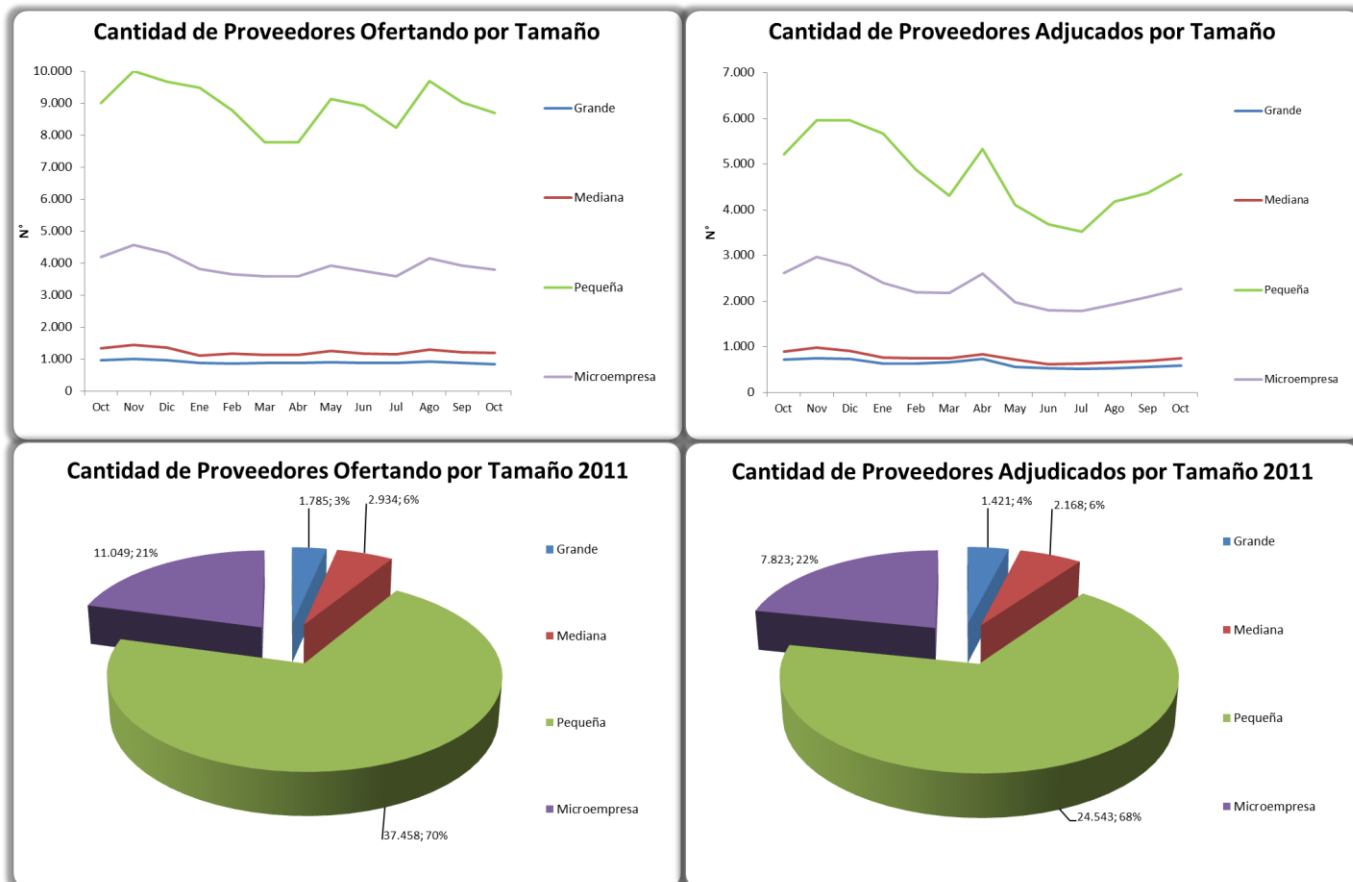 Cantidad de Proveedores Ofertando por Tamaño
10.000
9.000
8.000
7.000
6.000
5.000
4.000
3.000
2.000
1.000
0
N°
Oct Nov Dic Ene Feb Mar Abr May Jun Jul Ago Sep Oct
Grande
Mediana
Pequeña
Microempresa
Cantidad de Proveedores Adjucados por Tamaño
7.000
6.000
5.000
4.000
3.000
2.000
1.000
0
N°
Oct Nov Dic Ene Feb Mar Abr May Jun Jul Ago Sep Oct
Grande
Mediana
Pequeña
Microempresa
Cantidad de Proveedores Ofertando por Tamaño 2011
1.785; 3%
2.934; 6%
11.049; 21%
37.458; 70%
Grande
Mediana
Pequeña
Microempresa
Cantidad de Proveedores Adjudicados por Tamaño 2011
1.421; 4%
2.168; 6%
7.823; 22%
24.543; 68%
Grande
Mediana
Pequeña
Microempresa